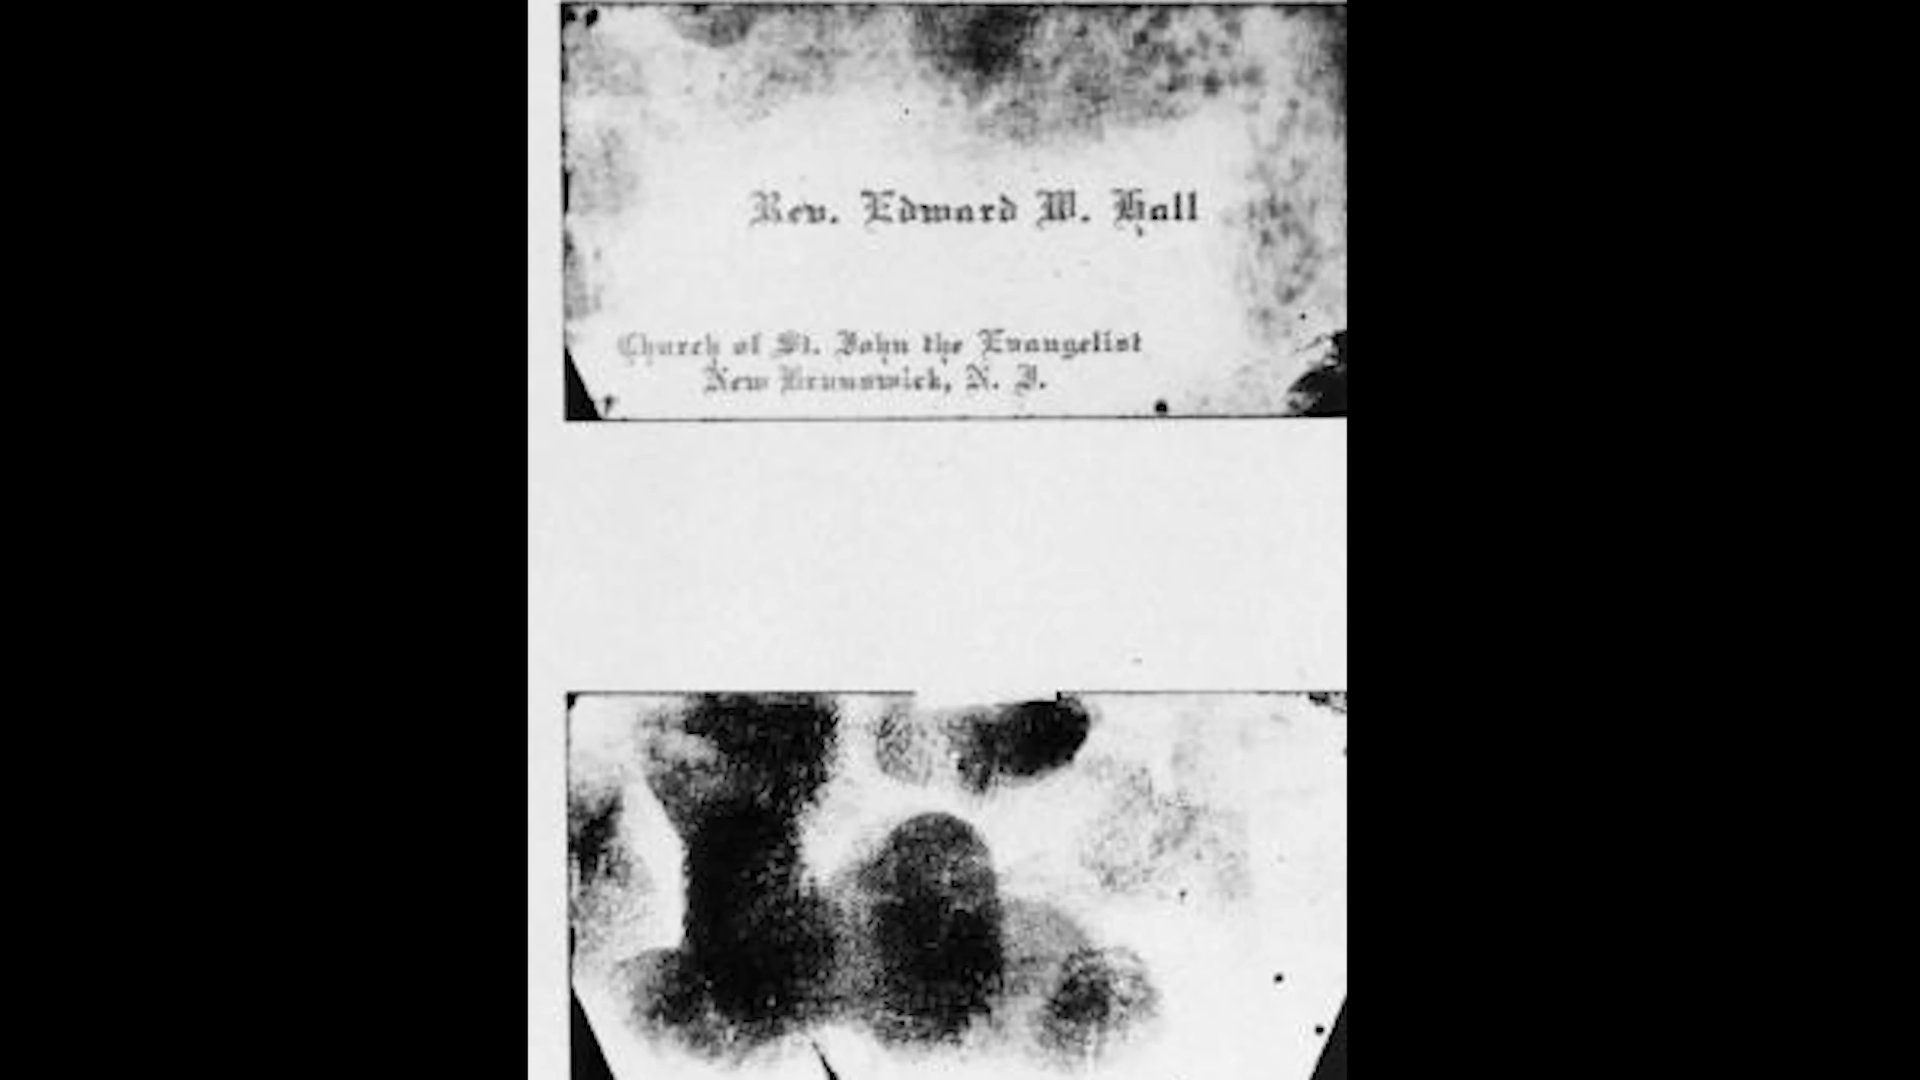 Rev. Edward W. Hall
Church of St. John the Evangelist
New Brunswick, N. J.